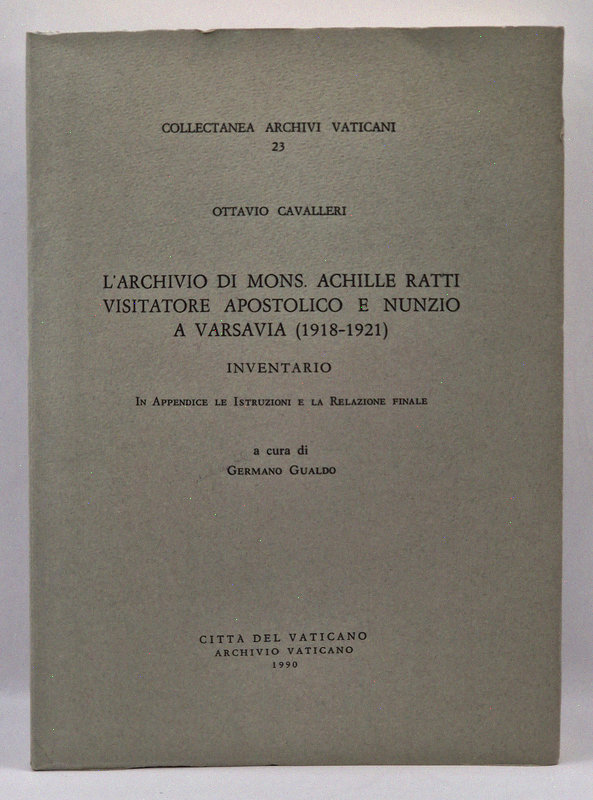 COLLECTANEA ARCHIVI VATICANI
23
OTTAVIO CAVALLERI
L'ARCHIVIO DI MONS. ACHILLE RATTI
VISITATORE APOSTOLICO E NUNZIO
A VARSAVIA (1918-1921)
INVENTARIO
IN APPENDICE LE ISTRUZIONI E LA RELAZIONE FINALE
a cura di
GERMANO GUALDO
CITTA DEL VATICANO
ARCHIVIO VATICANO
1990